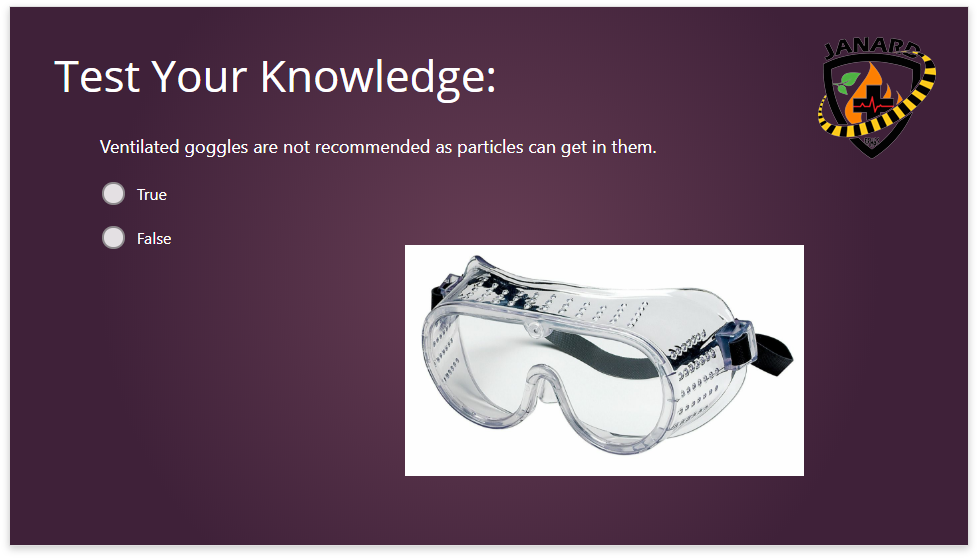 Test Your Knowledge:
JANARD
Ventilated goggles are not recommended as particles can get in them.
True
False